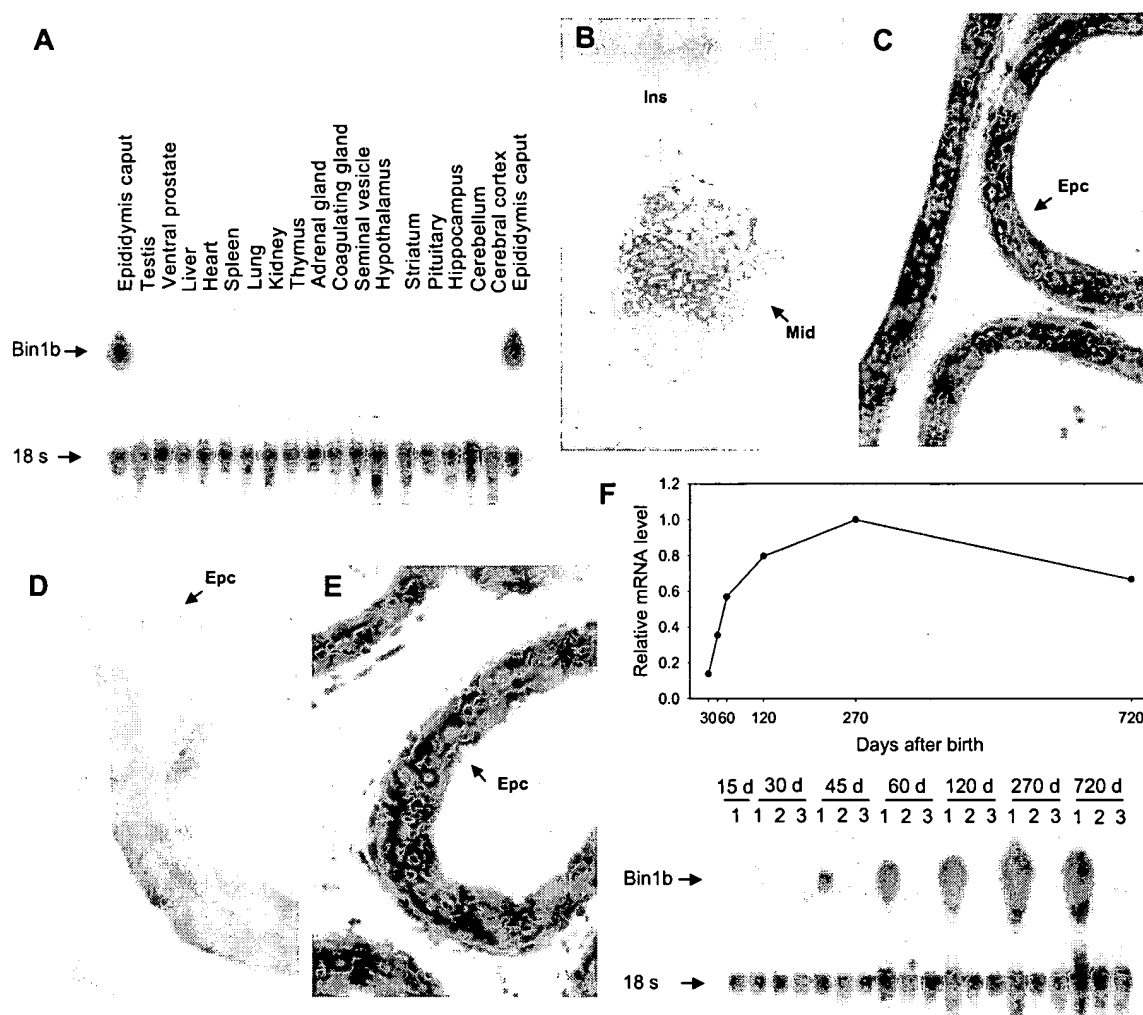 A
B
C
Ins
Epididymis caput
Testis
Ventral prostate
Liver
Heart
Spleen
Lung
Kidney
Thymus
Adrenal gland
Coagulating gland
Seminal vesicle
Hypothalamus
Striatum
Pituitary
Hippocampus
Cerebellum
Cerebral cortex
Epididymis caput
Epc
Mid
Bin1b
18 s
D
Epc
E
Epc
F
Relative mRNA level
1.2
1.0
0.8
0.6
0.4
0.2
0.0
30 60 120 270 720
Days after birth
15 d 30 d 45 d 60 d 120 d 270 d 720 d
1 1 2 3 1 2 3 1 2 3 1 2 3 1 2 3 1 2 3
Bin1b
18 s